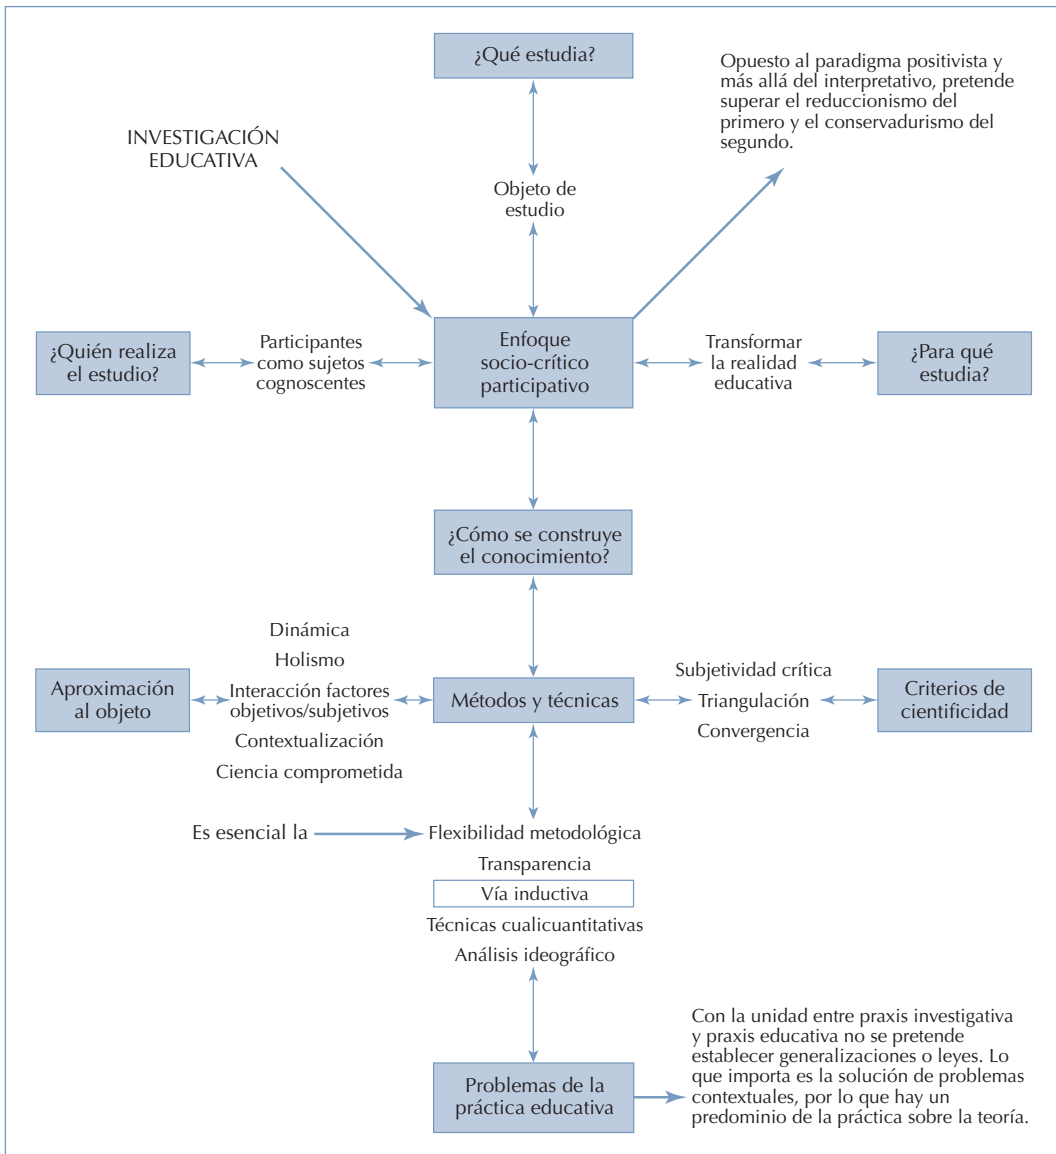 ¿Qué estudia?
Opuesto al paradigma positivista y
más allá del interpretativo, pretende
superar el reduccionismo del
primero y el conservadurismo del
segundo.
INVESTIGACIÓN
EDUCATIVA
Objeto de
estudio
¿Quién realiza
el estudio?
Participantes
como sujetos
cognoscentes
Enfoque
socio-crítico
participativo
Transformar
la realidad
educativa
¿Para qué
estudia?
¿Cómo se construye
el conocimiento?
Aproximación
al objeto
Dinámica
Holismo
Interacción factores
objetivos/subjetivos
Contextualización
Ciencia comprometida
Métodos y técnicas
Subjetividad crítica
Triangulación
Convergencia
Criterios de
cientificidad
Es esencial la
Flexibilidad metodológica
Transparencia
Vía inductiva
Técnicas cualicuantitativas
Análisis ideográfico
Problemas de la
práctica educativa
Con la unidad entre praxis investigativa
y praxis educativa no se pretende
establecer generalizaciones o leyes. Lo
que importa es la solución de problemas
contextuales, por lo que hay un
predominio de la práctica sobre la teoría.